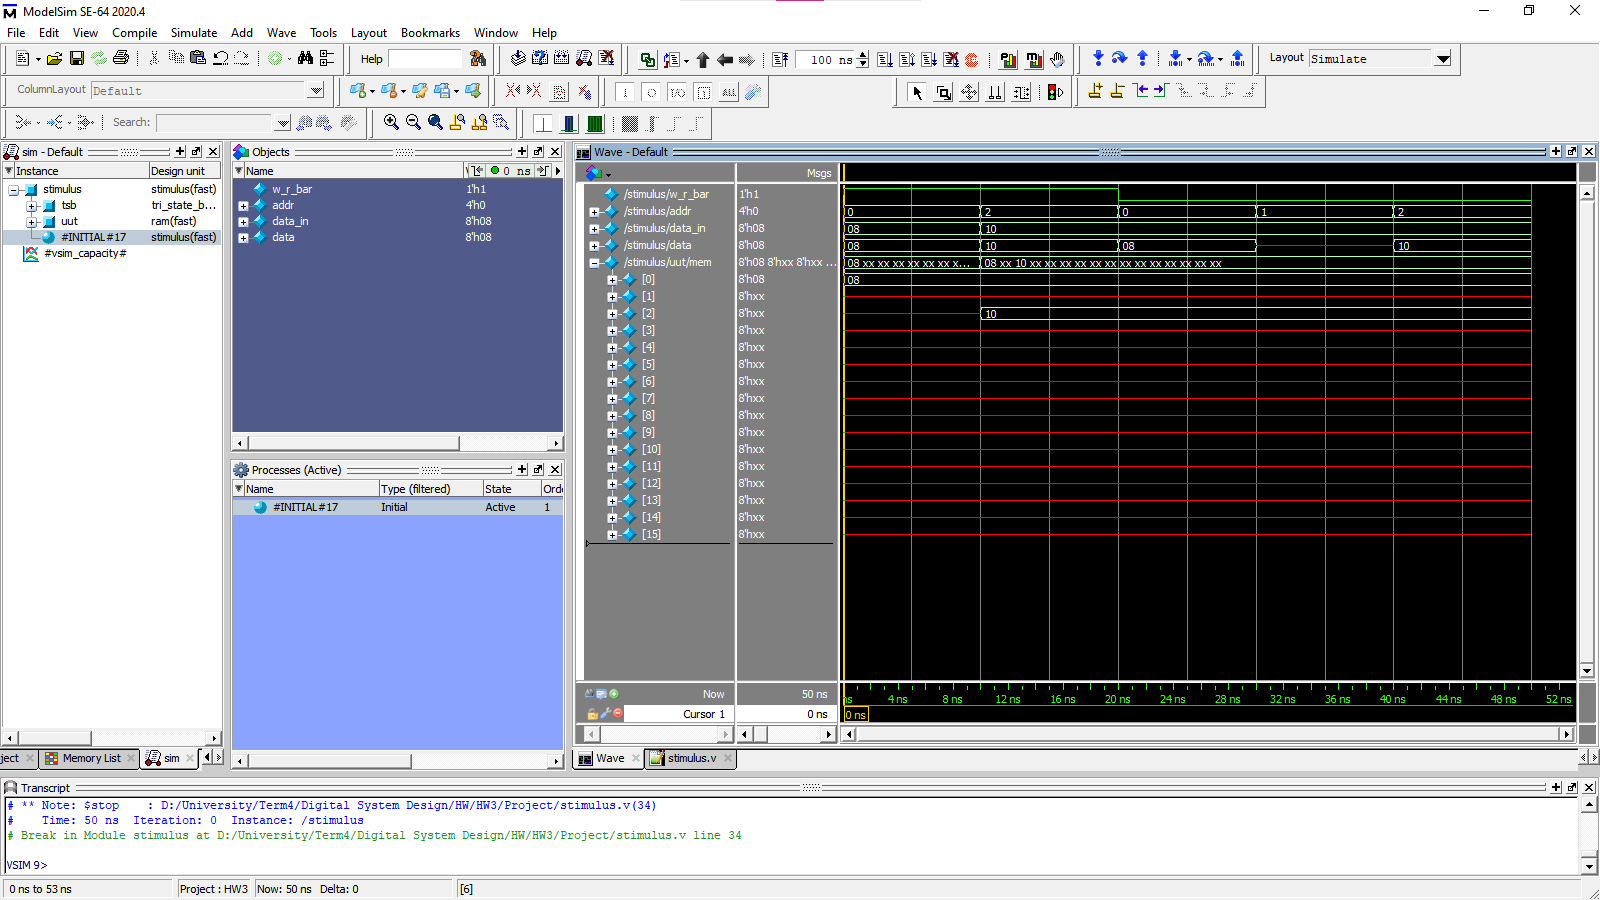 ModelSim SE-64 2020.4
File Edit View Compile Simulate Add Wave Tools Layout Bookmarks Window Help
Help 100 ns Layout Simulate
ColumnLayout Default
Search:
sim - Default
Instance Design unit
stimulus stimulus(fast)
tsb tri_state_b...
uut ram(fast)
#INITIAL#17 stimulus(fast)
#vsim_capacity#
Objects
Name 0 ns
w_r_bar 1'h1
addr 4'h0
data_in 8'h08
data 8'h08
Processes (Active)
Name Type (filtered) State Orde
#INITIAL#17 Initial Active 1
Wave - Default
Msgs
/stimulus/w_r_bar 1'h1
/stimulus/addr 4'h0 0 2 0 1 2
/stimulus/data_in 8'h08 08 10
/stimulus/data 8'h08 08 10 08 10
/stimulus/uut/mem 8'h08 8'hxx 8'hxx ... 08 xx xx xx xx xx xx x... 08 xx 10 xx xx xx xx xx xx xx xx xx xx xx xx xx
[0] 8'h08 08
[1] 8'hxx
[2] 8'hxx 10
[3] 8'hxx
[4] 8'hxx
[5] 8'hxx
[6] 8'hxx
[7] 8'hxx
[8] 8'hxx
[9] 8'hxx
[10] 8'hxx
[11] 8'hxx
[12] 8'hxx
[13] 8'hxx
[14] 8'hxx
[15] 8'hxx
Now 50 ns ns 4 ns 8 ns 12 ns 16 ns 20 ns 24 ns 28 ns 32 ns 36 ns 40 ns 44 ns 48 ns 52 ns
Cursor 1 0 ns 0 ns
ject Memory List sim
Wave stimulus.v
Transcript
# ** Note: $stop    : D:/University/Term4/Digital System Design/HW/HW3/Project/stimulus.v(34)
#    Time: 50 ns  Iteration: 0  Instance: /stimulus
# Break in Module stimulus at D:/University/Term4/Digital System Design/HW/HW3/Project/stimulus.v line 34
VSIM 9>
0 ns to 53 ns Project : HW3 Now: 50 ns Delta: 0 [6]